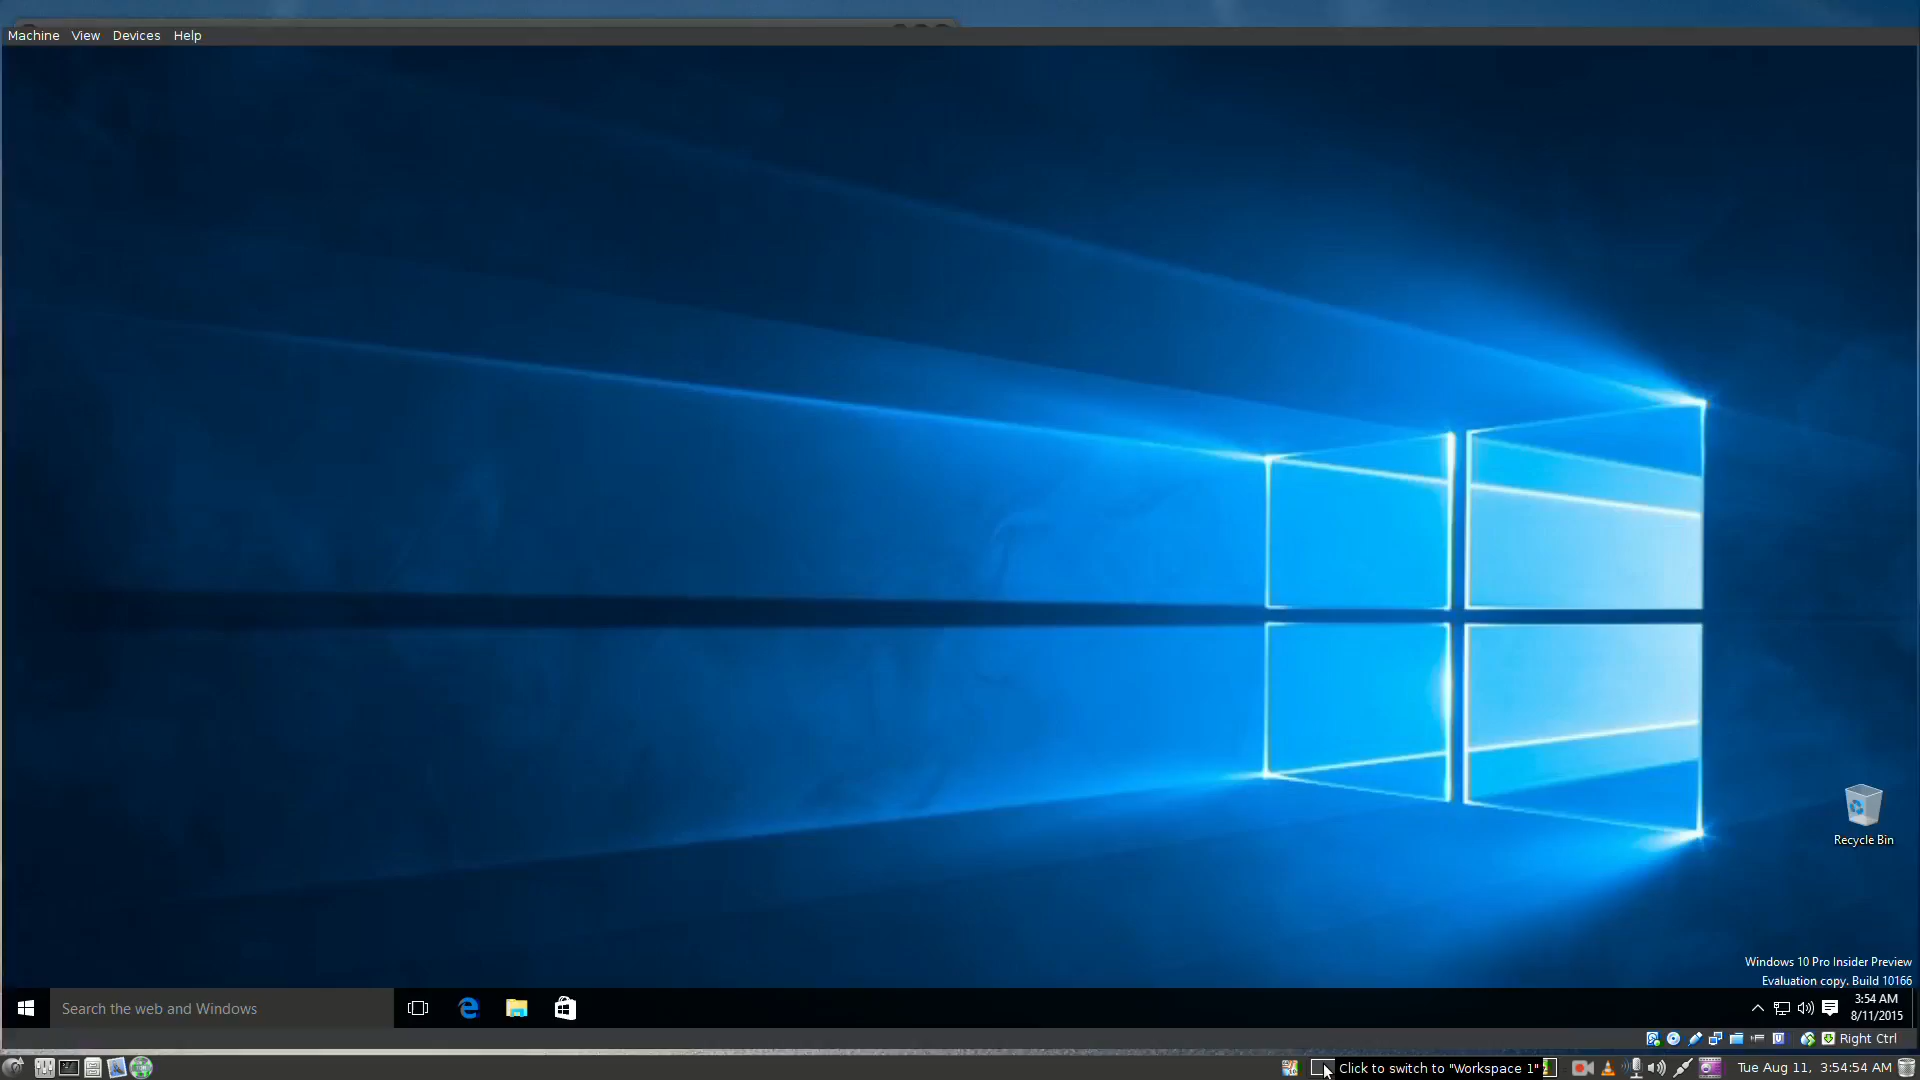 Machine View Devices Help
Recycle Bin
Windows 10 Pro Insider Preview
Evaluation copy. Build 10166
Search the web and Windows
3:54 AM
8/11/2015
Right Ctrl
Click to switch to "Workspace 1"
Tue Aug 11, 3:54:54 AM